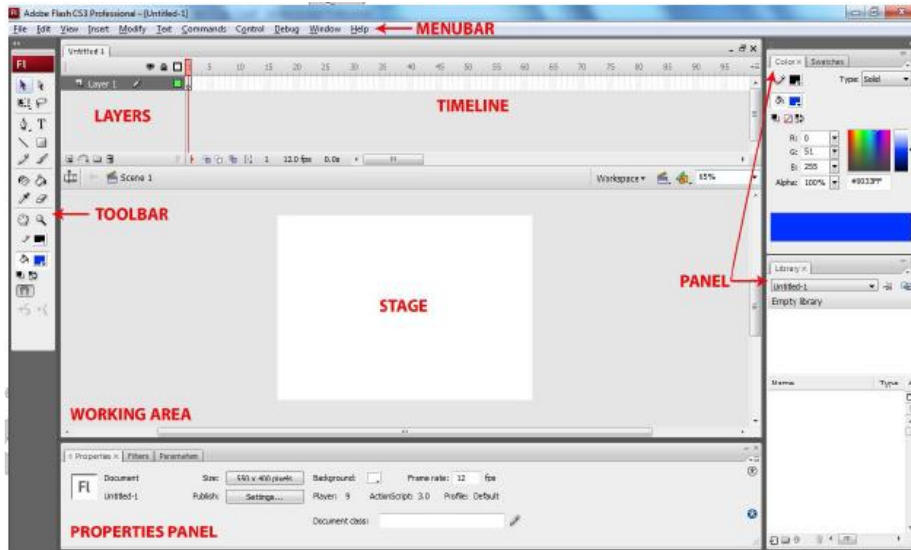 Adobe Flash CS3 Professional - [Untitled-1]
File Edit View Insert Modify Text Commands Control Debug Window Help
MENUBAR
Untitled 1
5 10 15 20 25 30 35 40 45 50 55 60 65 70 75 80 85 90 95
Layer 1
LAYERS
TIMELINE
1 12.0 fps 0.0s
Scene 1
Workspace
65%
Fl
TOOLBAR
STAGE
WORKING AREA
PANEL
Color Swatches
Type: Solid
R: 0
G: 51
B: 255
Alpha: 100%
#0033FF
Library
Untitled-1
Empty library
Name Type
Properties Filters Parameters
Fl
Document Size: 550 x 400 pixels Background: Frame rate: 12 fps
Untitled-1 Publish: Settings... Player: 9 ActionScript: 3.0 Profile: Default
Document class:
PROPERTIES PANEL